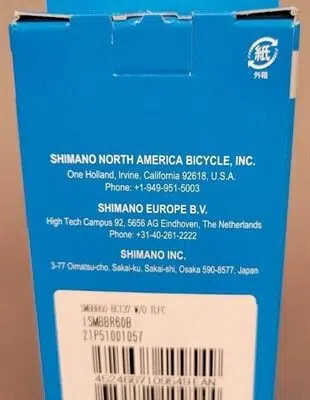 紙
外箱
SHIMANO NORTH AMERICA BICYCLE, INC.
One Holland, Irvine, California 92618, U.S.A.
Phone: +1-949-951-5003
SHIMANO EUROPE B.V.
High Tech Campus 92, 5656 AG Eindhoven, The Netherlands
Phone: +31-40-261-2222
SHIMANO INC.
3-77 Oimatsu-cho, Sakai-ku, Sakai-shi, Osaka 590-8577, Japan
SMBBR60 BC137 W/O TLFC
ISMBBR60B
21P51001057
4524667109549 EAN